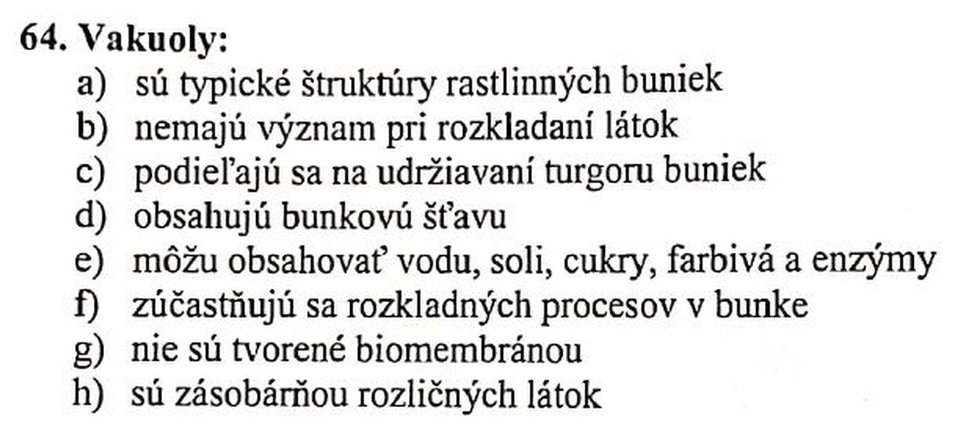 64. Vakuoly:
a) sú typické štruktúry rastlinných buniek
b) nemajú význam pri rozkladaní látok
c) podieľajú sa na udržiavaní turgoru buniek
d) obsahujú bunkovú šťavu
e) môžu obsahovať vodu, soli, cukry, farbivá a enzýmy
f) zúčastňujú sa rozkladných procesov v bunke
g) nie sú tvorené biomembránou
h) sú zásobárňou rozličných látok